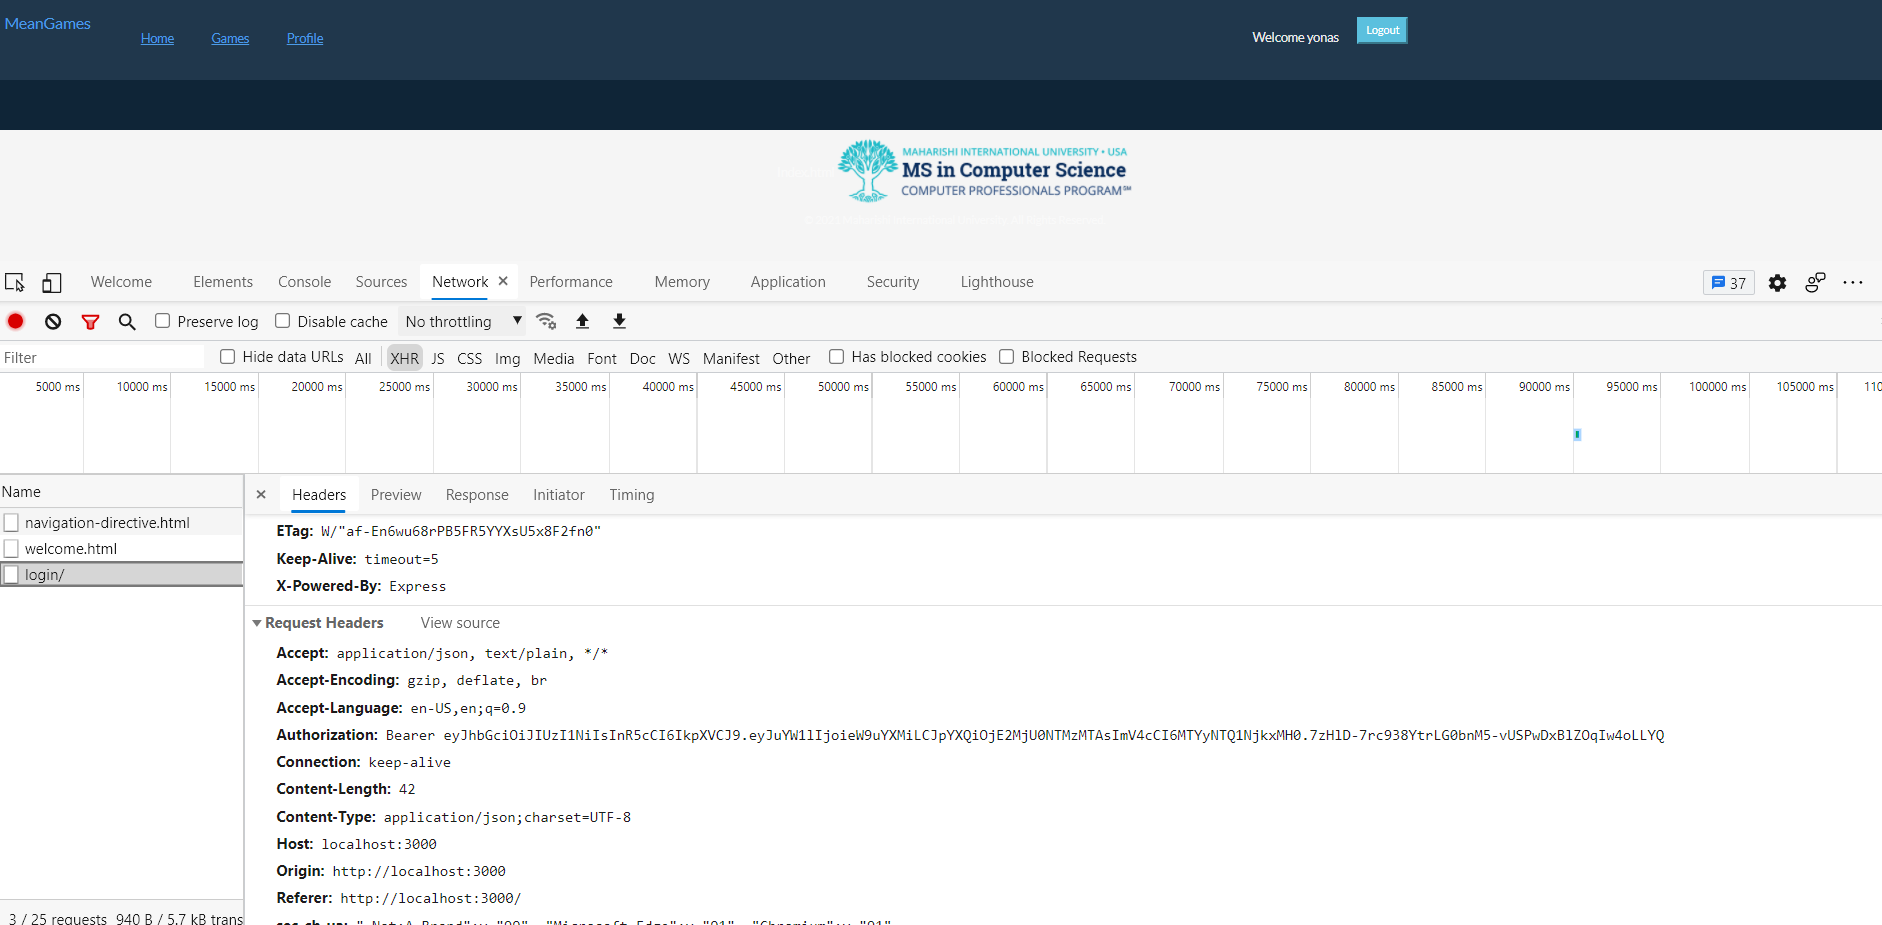 MeanGames
Home Games Profile
Welcome yonas Logout
MAHARISHI INTERNATIONAL UNIVERSITY • USA
MS in Computer Science
COMPUTER PROFESSIONALS PROGRAM℠
Welcome Elements Console Sources Network Performance Memory Application Security Lighthouse 37
Preserve log Disable cache No throttling
Filter Hide data URLs All XHR JS CSS Img Media Font Doc WS Manifest Other Has blocked cookies Blocked Requests
5000 ms 10000 ms 15000 ms 20000 ms 25000 ms 30000 ms 35000 ms 40000 ms 45000 ms 50000 ms 55000 ms 60000 ms 65000 ms 70000 ms 75000 ms 80000 ms 85000 ms 90000 ms 95000 ms 100000 ms 105000 ms 110
Name
navigation-directive.html
welcome.html
login/
3 / 25 requests 940 B / 5.7 kB trans
Headers Preview Response Initiator Timing
ETag: W/"af-En6wu68rPB5FR5YYXsU5x8F2fn0"
Keep-Alive: timeout=5
X-Powered-By: Express
Request Headers View source
Accept: application/json, text/plain, */*
Accept-Encoding: gzip, deflate, br
Accept-Language: en-US,en;q=0.9
Authorization: Bearer eyJhbGciOiJIUzI1NiIsInR5cCI6IkpXVCJ9.eyJuYW1lIjoieW9uYXMiLCJpYXQiOjE2MjU0NTMzMTAsImV4cCI6MTYyNTQ1NjkxMH0.7zHlD-7rc938YtrLG0bnM5-vUSPwDxBlZOqIw4oLLYQ
Connection: keep-alive
Content-Length: 42
Content-Type: application/json;charset=UTF-8
Host: localhost:3000
Origin: http://localhost:3000
Referer: http://localhost:3000/